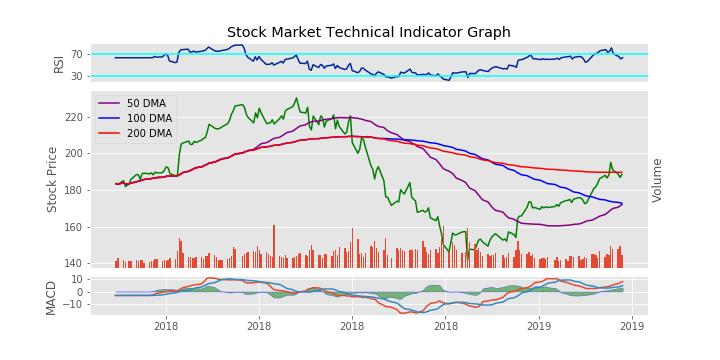 Stock Market Technical Indicator Graph
RSI
70
30
50 DMA
100 DMA
200 DMA
Stock Price
220
200
180
160
140
Volume
MACD
10
0
−10
2018
2018
2018
2018
2019
2019